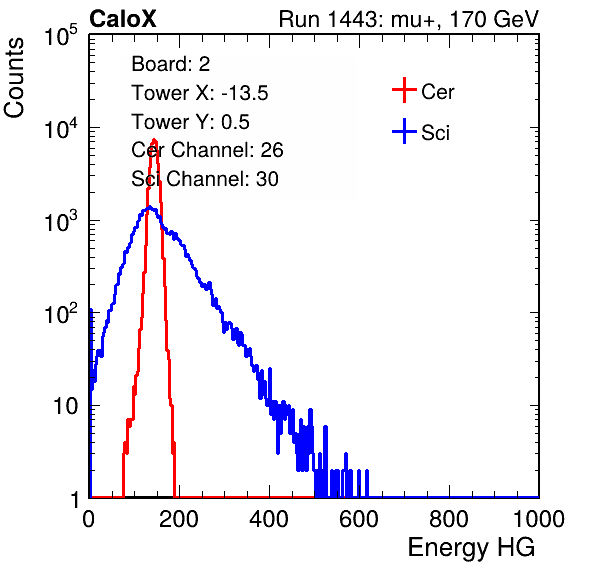 CaloX Run 1443: mu+, 170 GeV
Counts
Board: 2
Tower X: -13.5
Tower Y: 0.5
Cer Channel: 26
Sci Channel: 30
Cer
Sci
10^5
10^4
10^3
10^2
10
1
0 200 400 600 800 1000
Energy HG